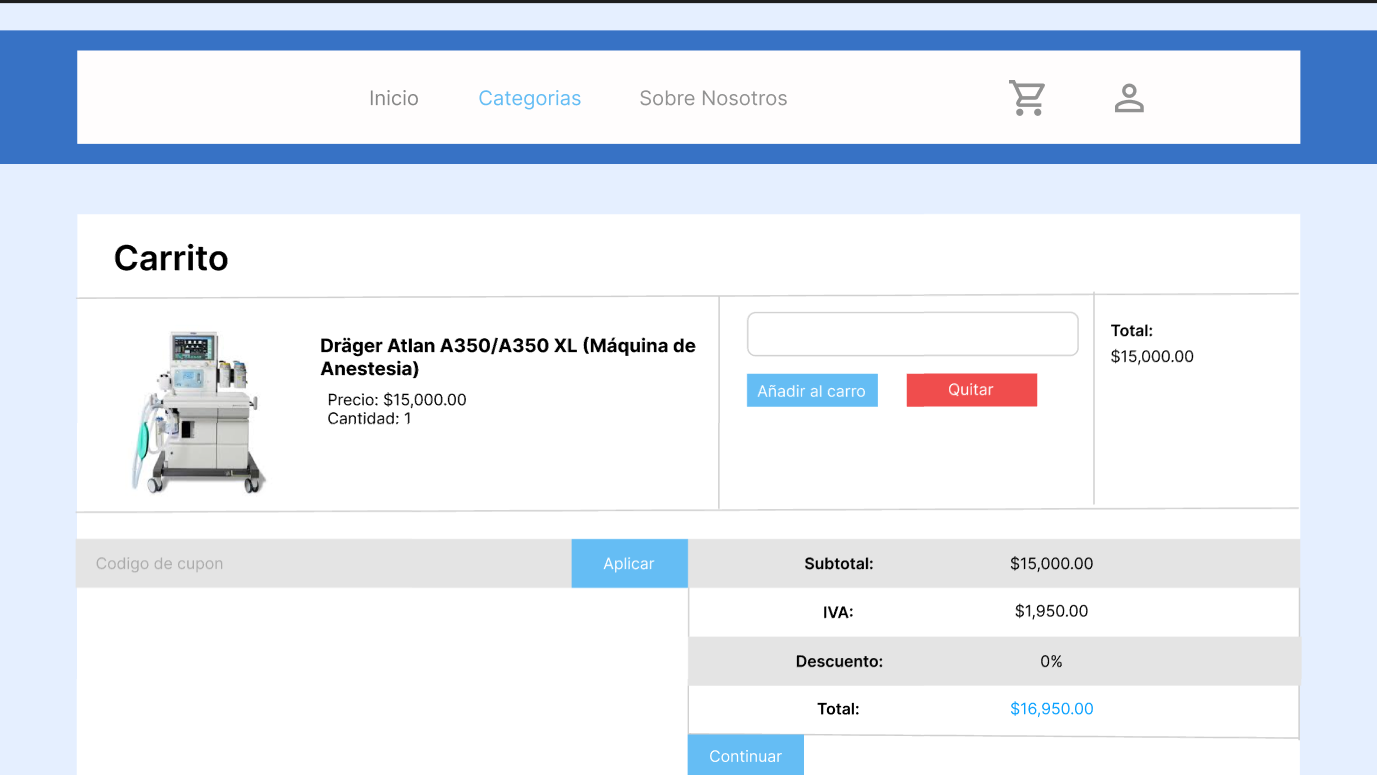 Inicio
Categorias
Sobre Nosotros
Carrito
Dräger Atlan A350/A350 XL (Máquina de
Anestesia)
Precio: $15,000.00
Cantidad: 1
Añadir al carro
Quitar
Total:
$15,000.00
Codigo de cupon
Aplicar
Subtotal:
$15,000.00
IVA:
$1,950.00
Descuento:
0%
Total:
$16,950.00
Continuar